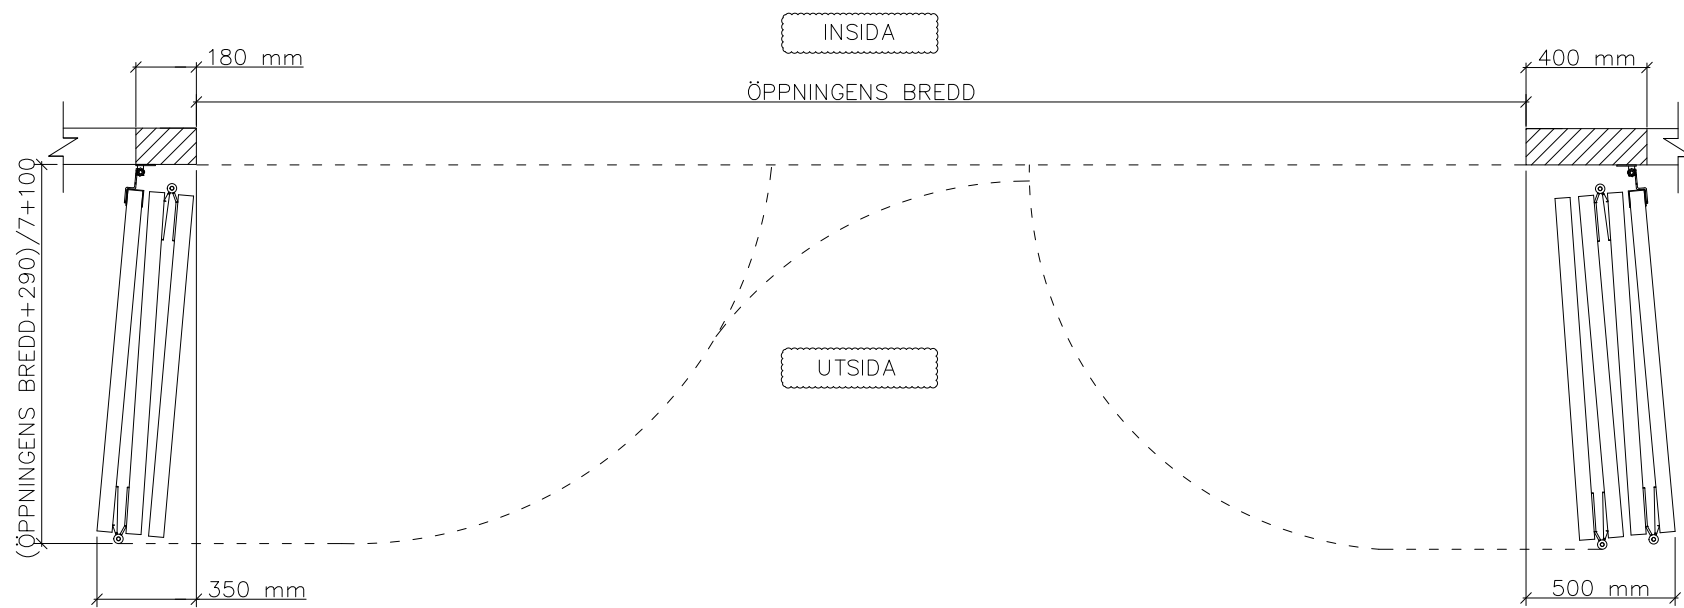 INSIDA
180 mm
400 mm
ÖPPNINGENS BREDD
(ÖPPNINGENS BREDD+290)/7+100
UTSIDA
350 mm
500 mm